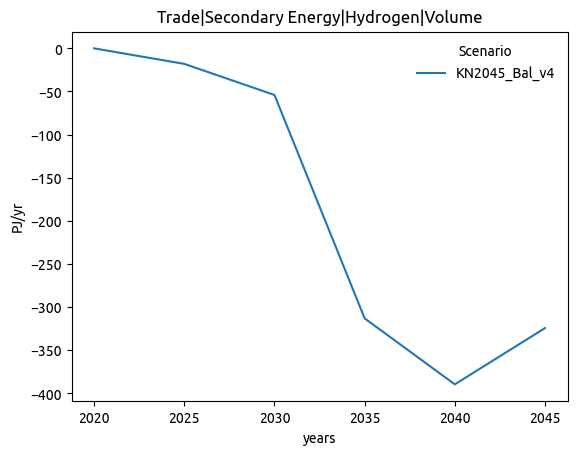 Trade|Secondary Energy|Hydrogen|Volume
Scenario
KN2045_Bal_v4
0
−50
−100
−150
−200
−250
−300
−350
−400
PJ/yr
2020 2025 2030 2035 2040 2045
years